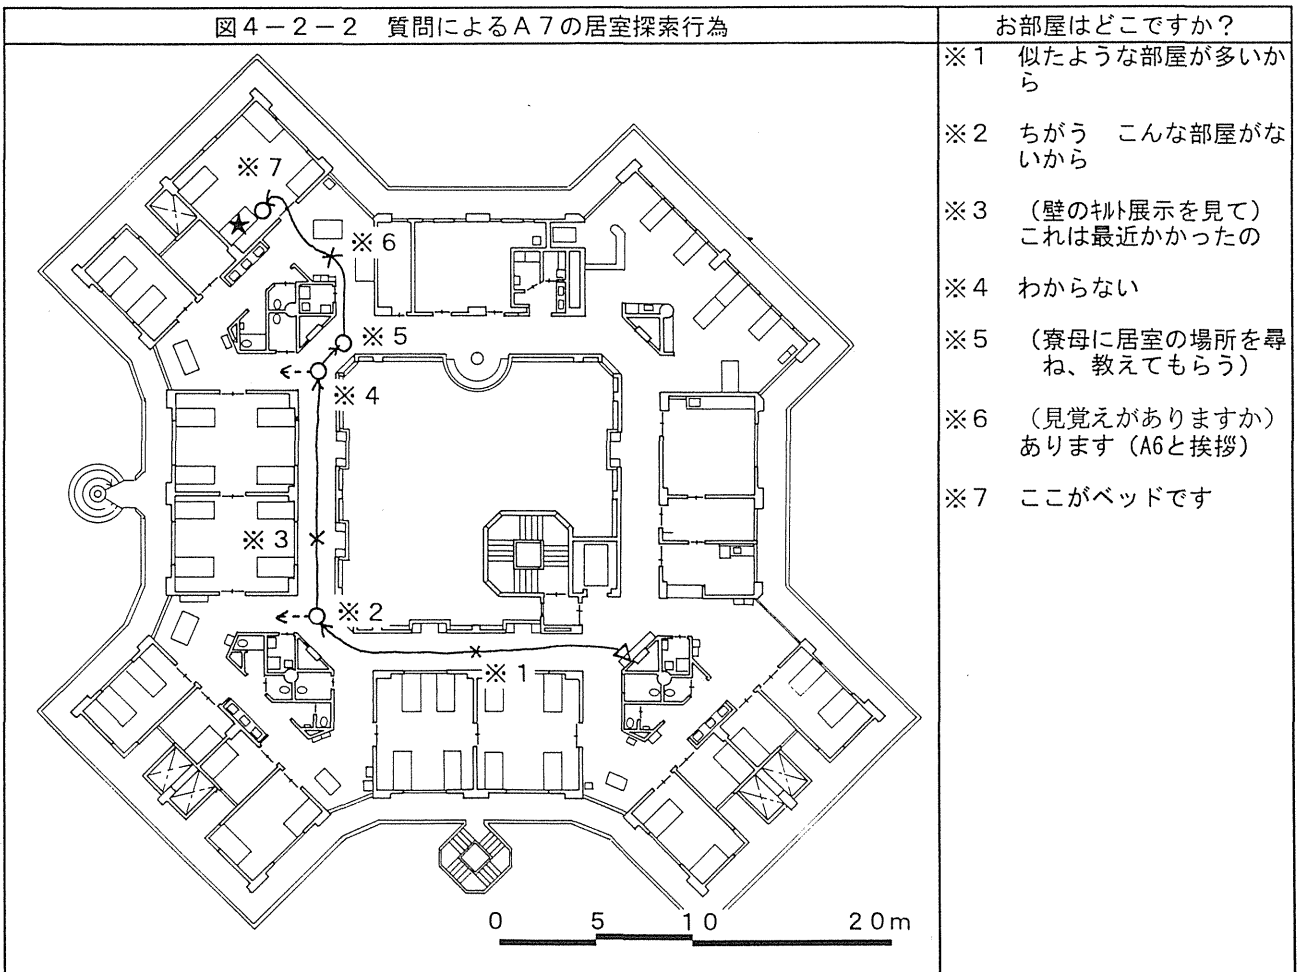 図4－2－2　質問によるA7の居室探索行為
お部屋はどこですか？
※1　似たような部屋が多いか
ら
※2　ちがう　こんな部屋がな
いから
※3　（壁のｷﾙﾄ展示を見て）
これは最近かかったの
※4　わからない
※5　（寮母に居室の場所を尋
ね、教えてもらう）
※6　（見覚えがありますか）
あります（A6と挨拶）
※7　ここがベッドです
※7
※6
※5
※4
※3
※2
※1
0　5　10　20m